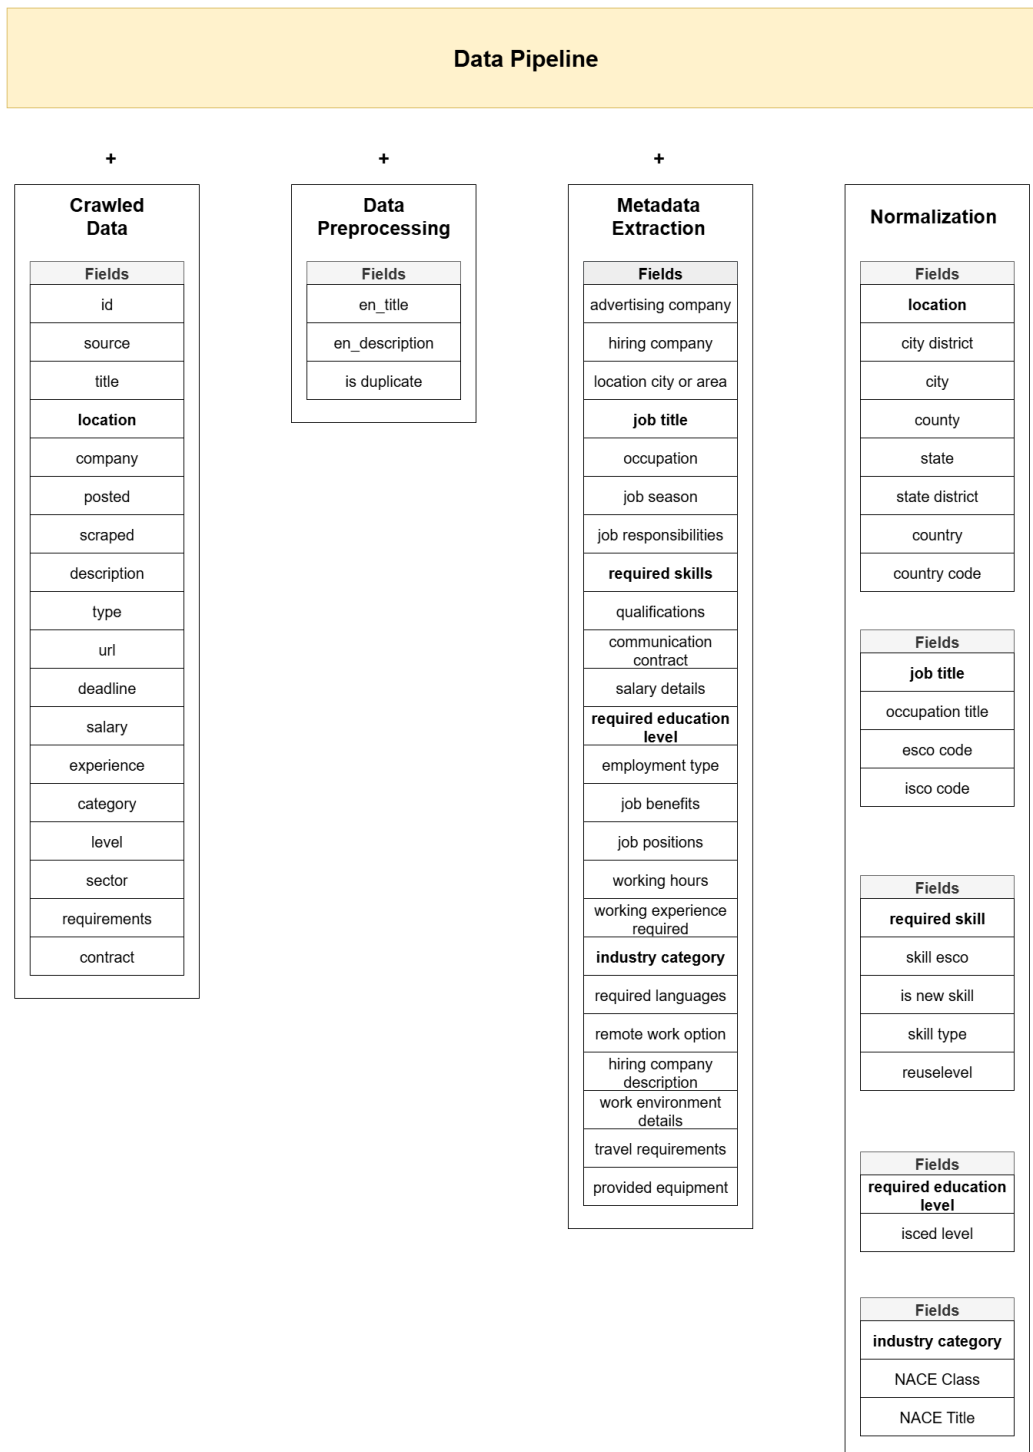 Data Pipeline
+
+
+
Crawled
Data
Fields
id
source
title
location
company
posted
scraped
description
type
url
deadline
salary
experience
category
level
sector
requirements
contract
Data
Preprocessing
Fields
en_title
en_description
is duplicate
Metadata
Extraction
Fields
advertising company
hiring company
location city or area
job title
occupation
job season
job responsibilities
required skills
qualifications
communication
contract
salary details
required education
level
employment type
job benefits
job positions
working hours
working experience
required
industry category
required languages
remote work option
hiring company
description
work environment
details
travel requirements
provided equipment
Normalization
Fields
location
city district
city
county
state
state district
country
country code
Fields
job title
occupation title
esco code
isco code
Fields
required skill
skill esco
is new skill
skill type
reuselevel
Fields
required education
level
isced level
Fields
industry category
NACE Class
NACE Title